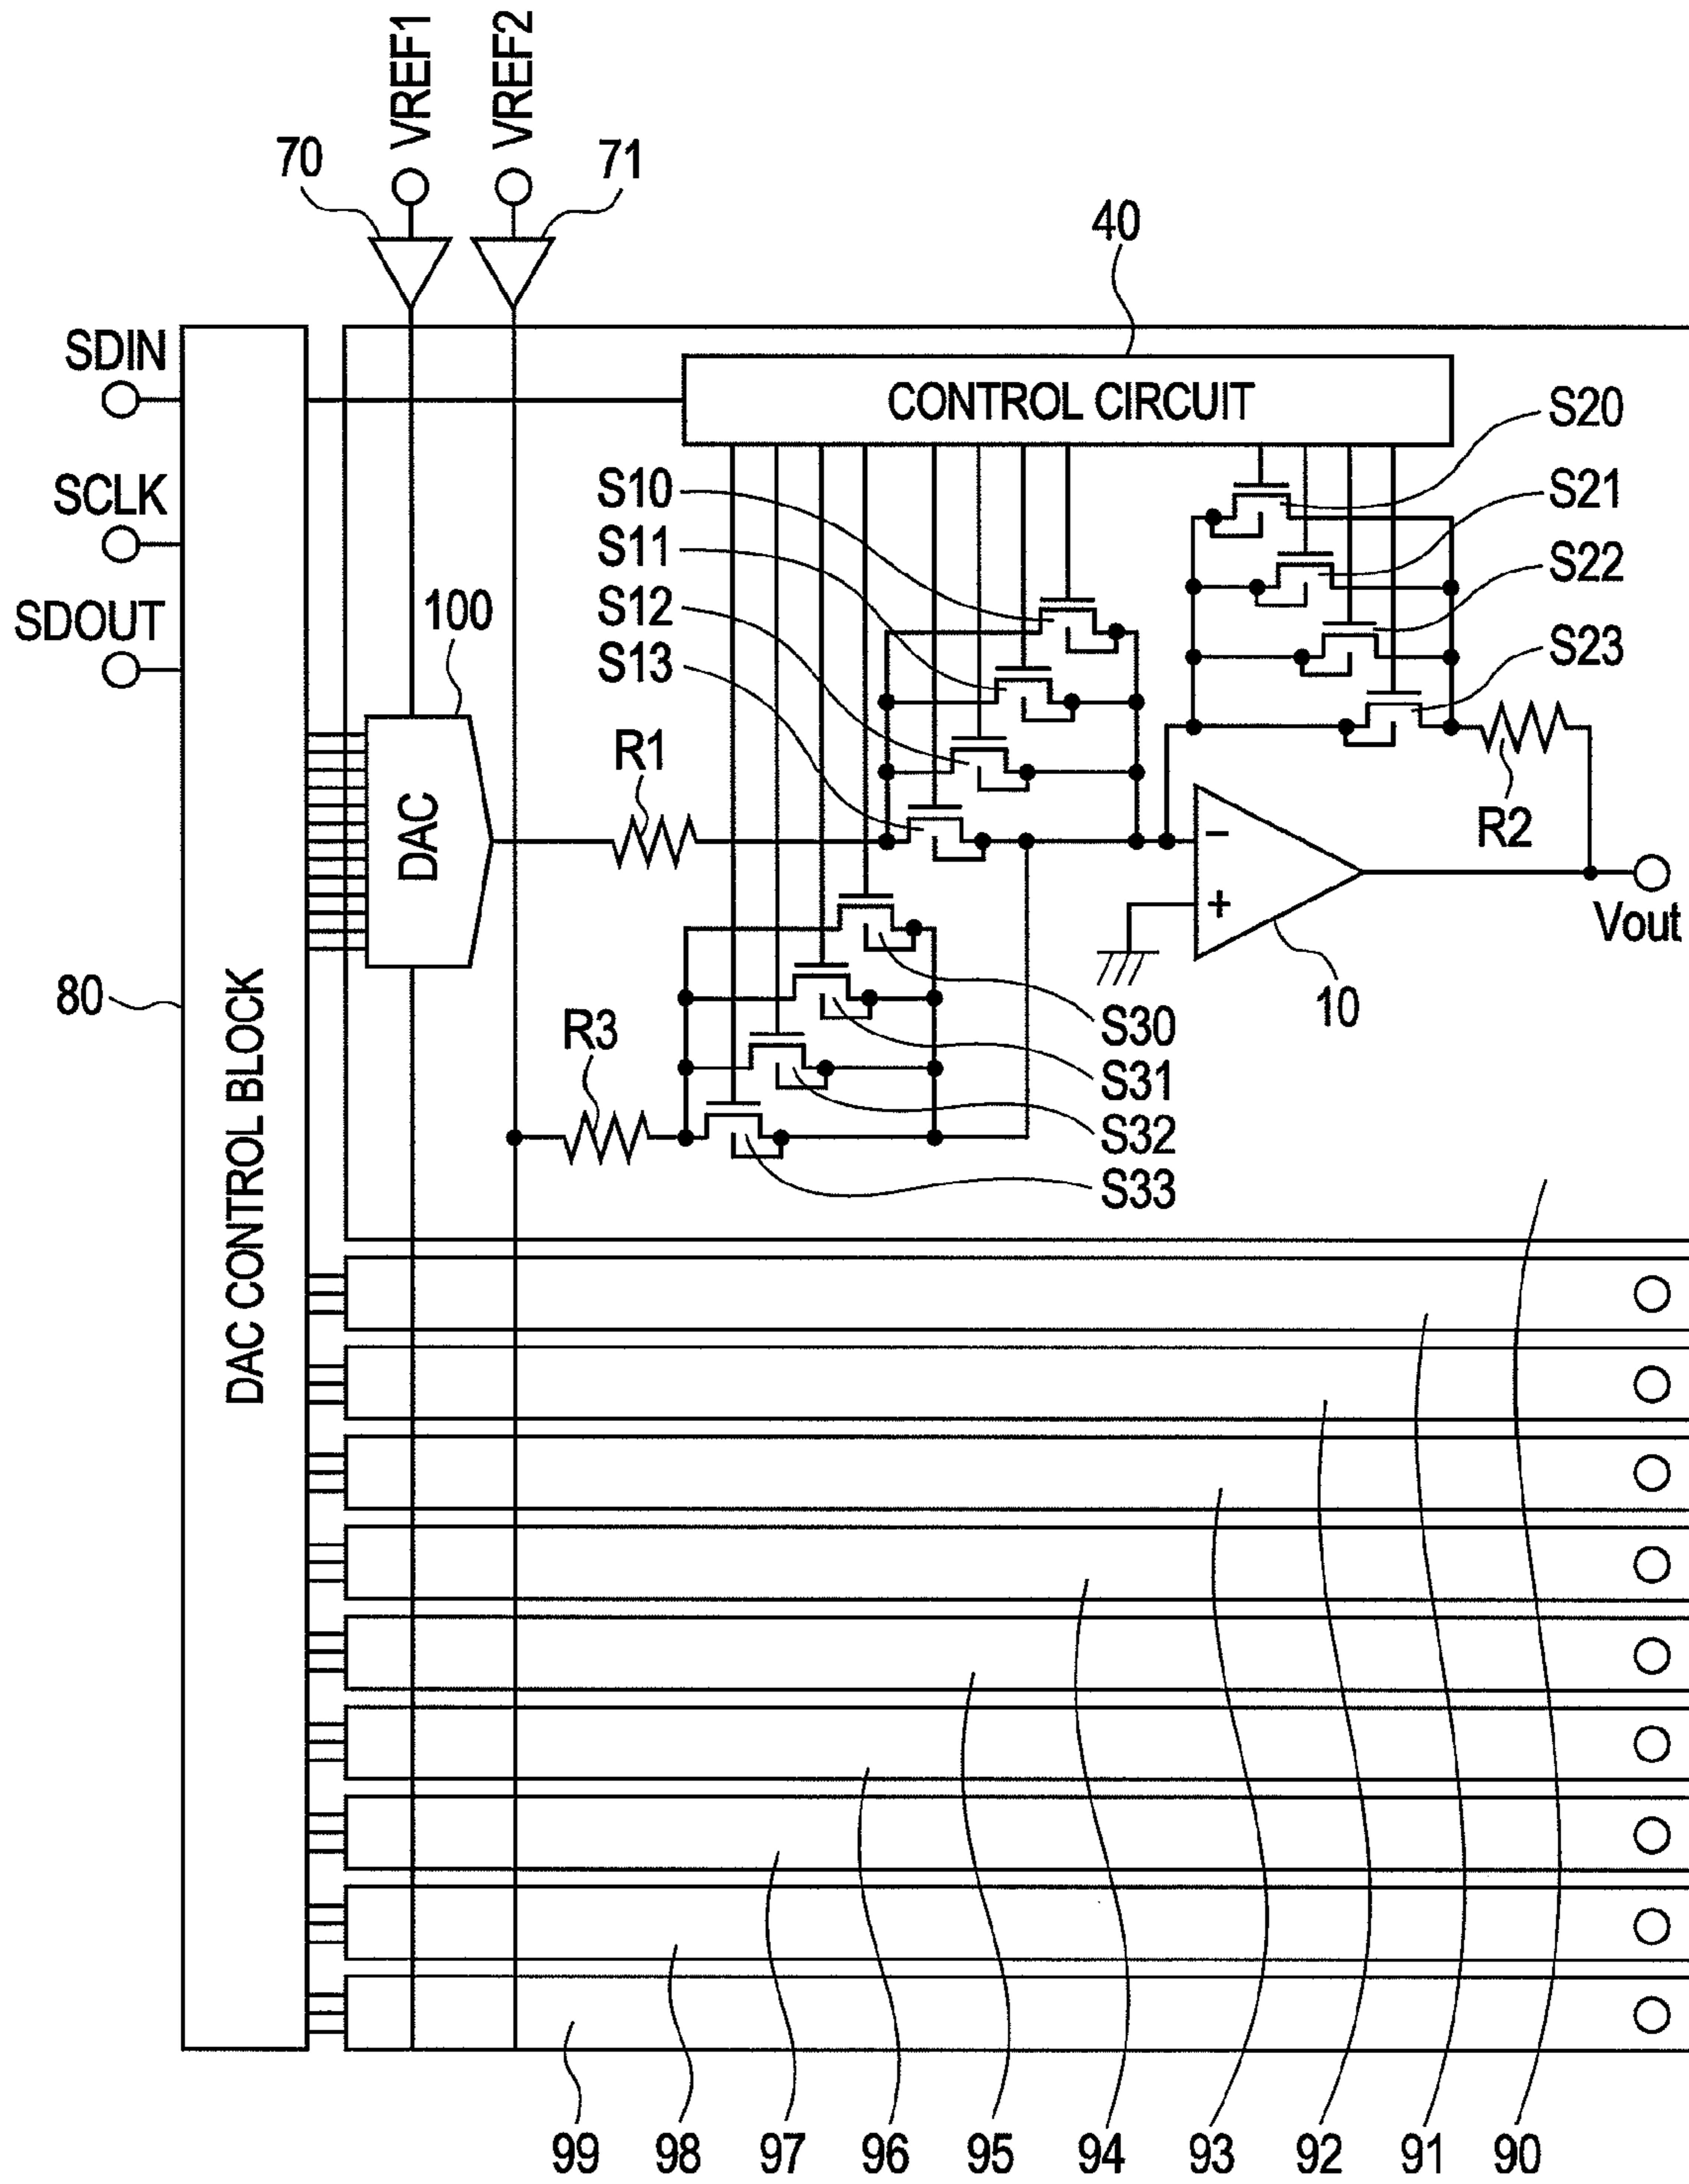 VREF1
VREF2
70
71
40
SDIN
CONTROL CIRCUIT
S20
SCLK
S10
S21
S11
S22
SDOUT
100
S12
S23
S13
R1
DAC
R2
Vout
80
DAC CONTROL BLOCK
10
R3
S30
S31
S32
S33
99
98
97
96
95
94
93
92
91
90